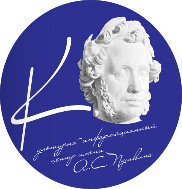 К
культурно-информационный
центр имени
А.С. Пушкина